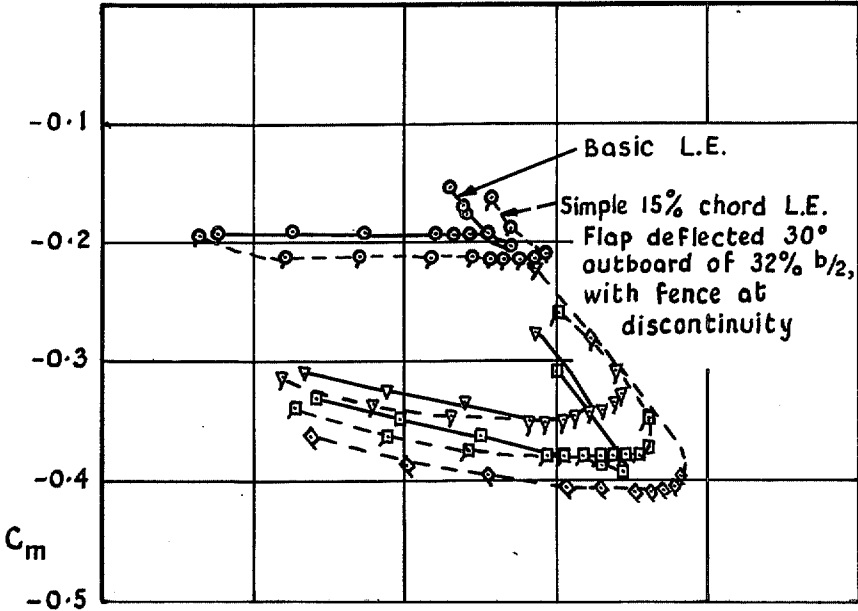 -0.1
Basic L.E.
Simple 15% chord L.E.
-0.2
Flap deflected 30°
outboard of 32% b/2,
with fence at
discontinuity
-0.3
-0.4
Cm
-0.5